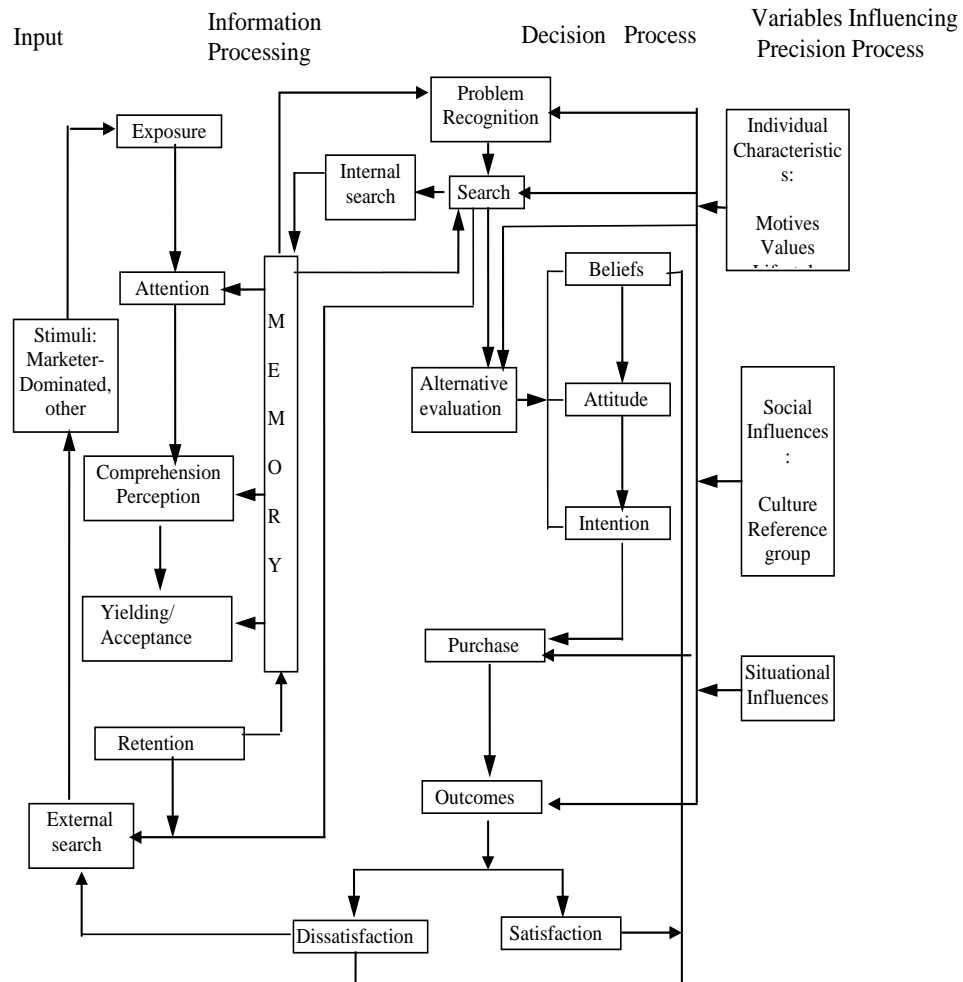 Input
Information
Processing
Decision Process
Variables Influencing
Precision Process
Problem
Recognition
Exposure
Individual
Characteristic
s:
Motives
Values
Internal
search
Search
Beliefs
Attention
M
E
M
O
R
Y
Stimuli:
Marketer-
Dominated,
other
Alternative
evaluation
Attitude
Social
Influences
:
Culture
Reference
group
Comprehension
Perception
Intention
Yielding/
Acceptance
Purchase
Situational
Influences
Retention
Outcomes
External
search
Dissatisfaction
Satisfaction